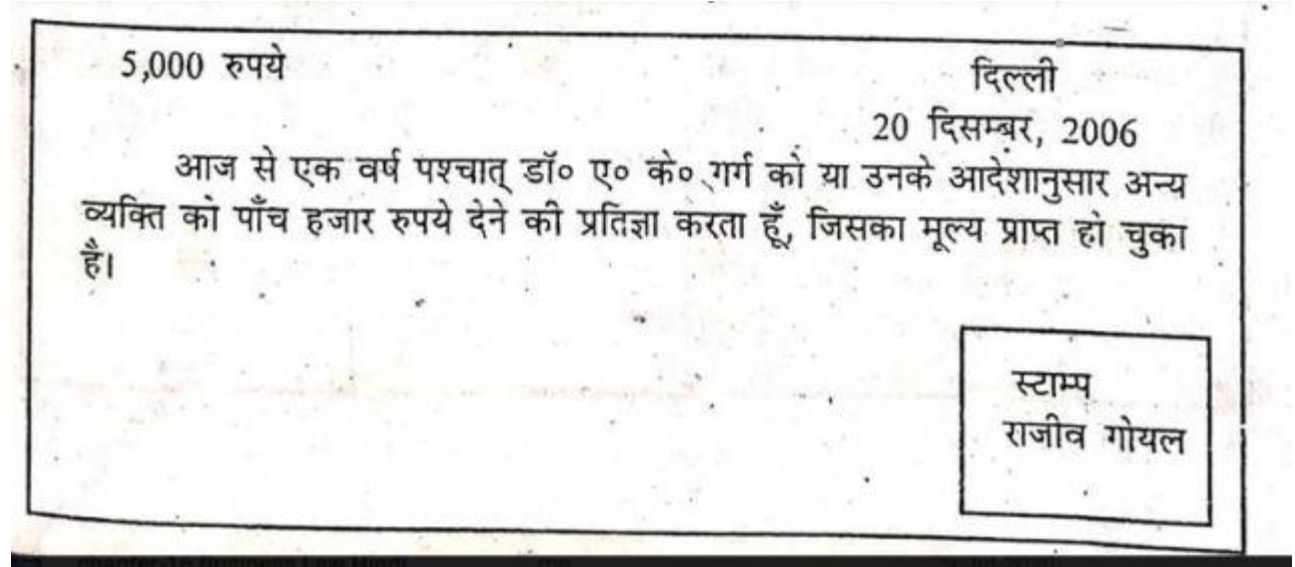 5,000 रुपये
दिल्ली
20 दिसम्बर, 2006
आज से एक वर्ष पश्चात् डॉ० ए० के० गर्ग को या उनके आदेशानुसार अन्य
व्यक्ति को पाँच हजार रुपये देने की प्रतिज्ञा करता हूँ, जिसका मूल्य प्राप्त हो चुका
है।
स्टाम्प
राजीव गोयल